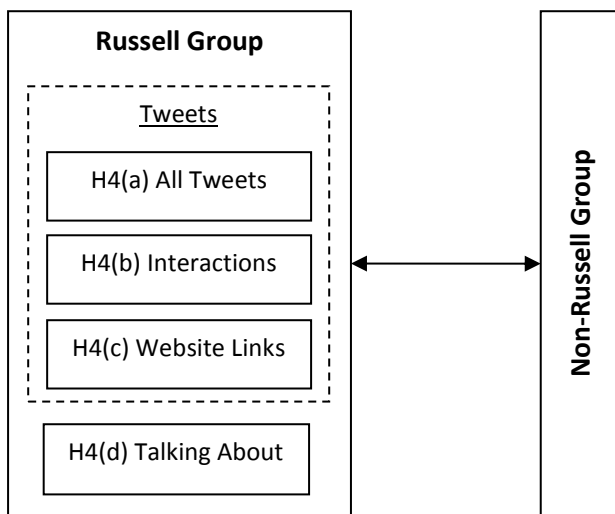 Russell Group
Tweets
H4(a) All Tweets
H4(b) Interactions
H4(c) Website Links
H4(d) Talking About
Non-Russell Group